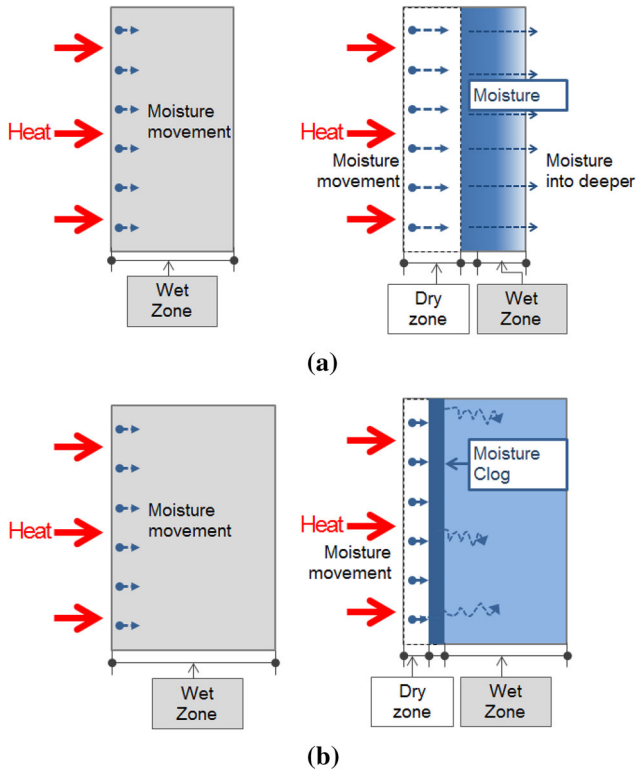 Heat
Moisture
movement
Wet
Zone
Heat
Moisture
movement
Moisture
Moisture
into deeper
Dry
zone
Wet
Zone
(a)
Heat
Moisture
movement
Wet
Zone
Heat
Moisture
movement
Moisture
Clog
Dry
zone
Wet
Zone
(b)